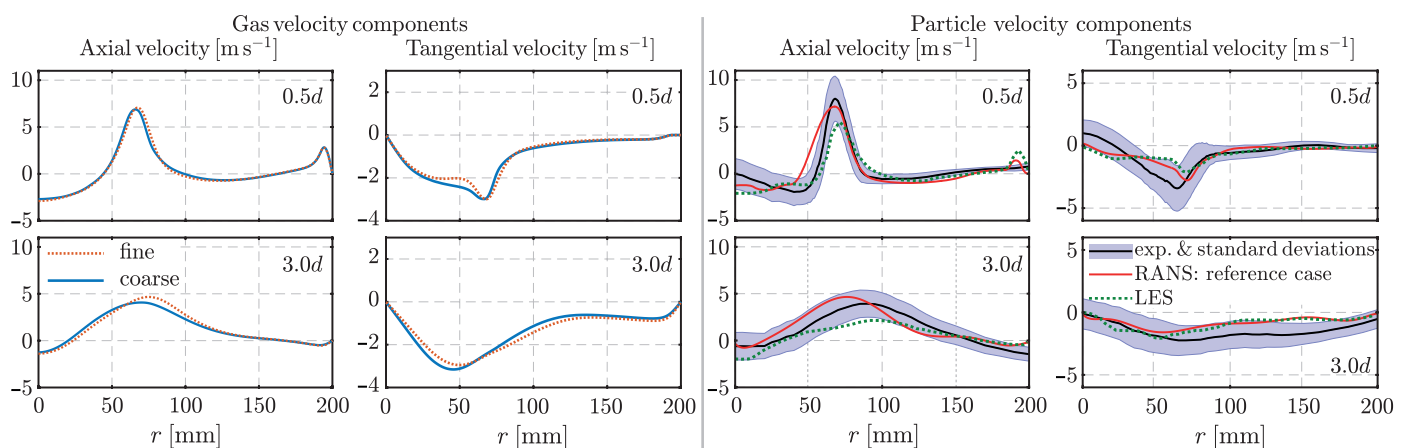 Gas velocity components
Particle velocity components
Axial velocity [m s⁻¹]
Tangential velocity [m s⁻¹]
Axial velocity [m s⁻¹]
Tangential velocity [m s⁻¹]
10
5
0
−5
0.5d
2
0
−2
−4
0.5d
10
5
0
−5
0.5d
5
0
−5
0.5d
10
5
0
−5
fine
coarse
3.0d
2
0
−2
−4
3.0d
10
5
0
−5
3.0d
5
0
−5
exp. & standard deviations
RANS: reference case
LES
3.0d
0 50 100 150 200
0 50 100 150 200
0 50 100 150 200
0 50 100 150 200
r [mm]
r [mm]
r [mm]
r [mm]